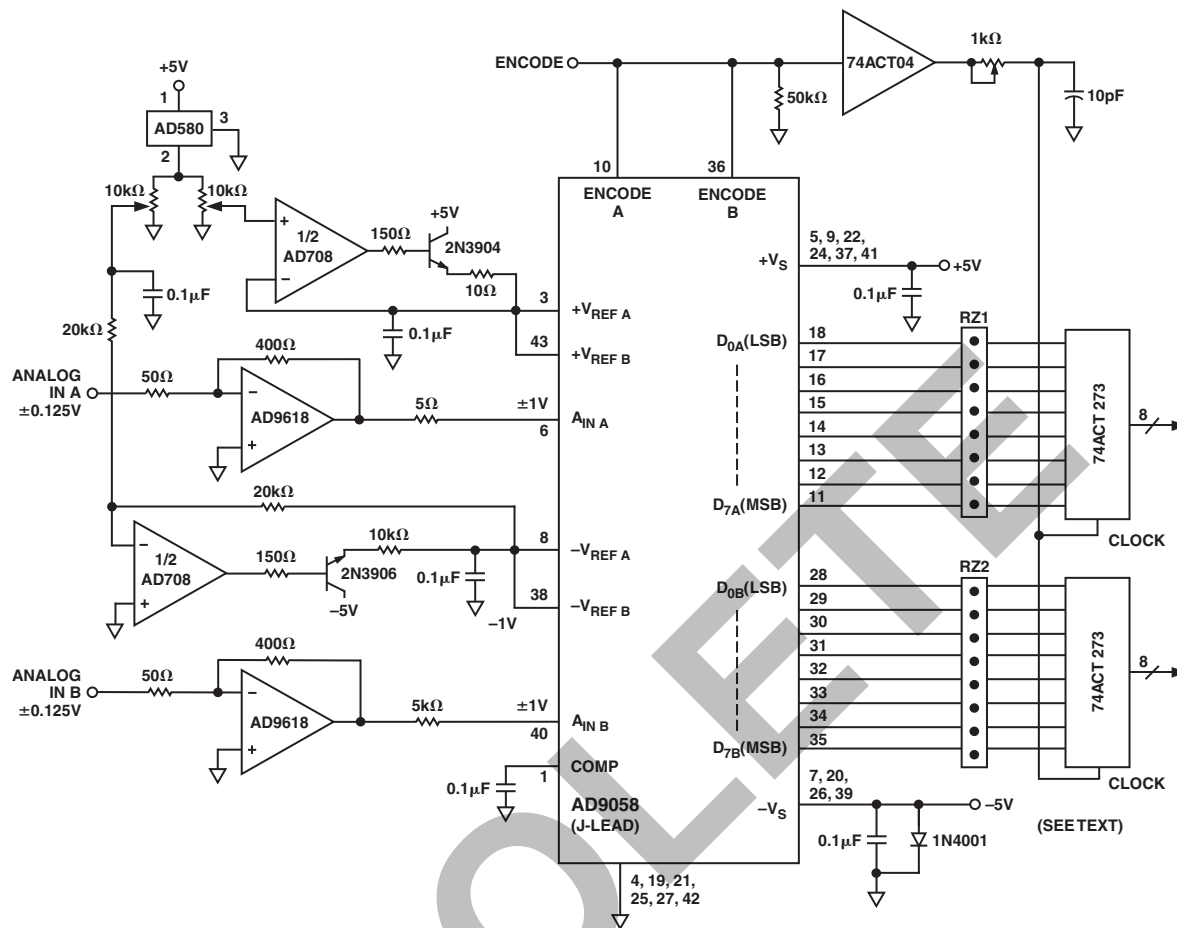 ENCODE
74ACT04
1kΩ
50kΩ
10pF
+5V
1
AD580
3
2
10kΩ
10kΩ
+
1/2
AD708
–
150Ω
+5V
2N3904
10Ω
0.1µF
0.1µF
20kΩ
10
ENCODE
A
36
ENCODE
B
5, 9, 22,
24, 37, 41
+VS
+5V
0.1µF
3
+VREF A
43
+VREF B
400Ω
ANALOG
IN A
±0.125V
50Ω
–
AD9618
+
5Ω
±1V
AIN A
6
20kΩ
–
1/2
AD708
+
150Ω
2N3906
–5V
10kΩ
0.1µF
8
–VREF A
38
–VREF B
–1V
400Ω
ANALOG
IN B
±0.125V
50Ω
–
AD9618
+
5kΩ
±1V
AIN B
40
COMP
1
0.1µF
AD9058
(J-LEAD)
4, 19, 21,
25, 27, 42
RZ1
D0A(LSB)
18
17
16
15
14
13
12
11
D7A(MSB)
74ACT 273
8
CLOCK
RZ2
D0B(LSB)
28
29
30
31
32
33
34
35
D7B(MSB)
74ACT 273
8
CLOCK
7, 20,
26, 39
–VS
–5V
0.1µF
1N4001
(SEE TEXT)
OLETE